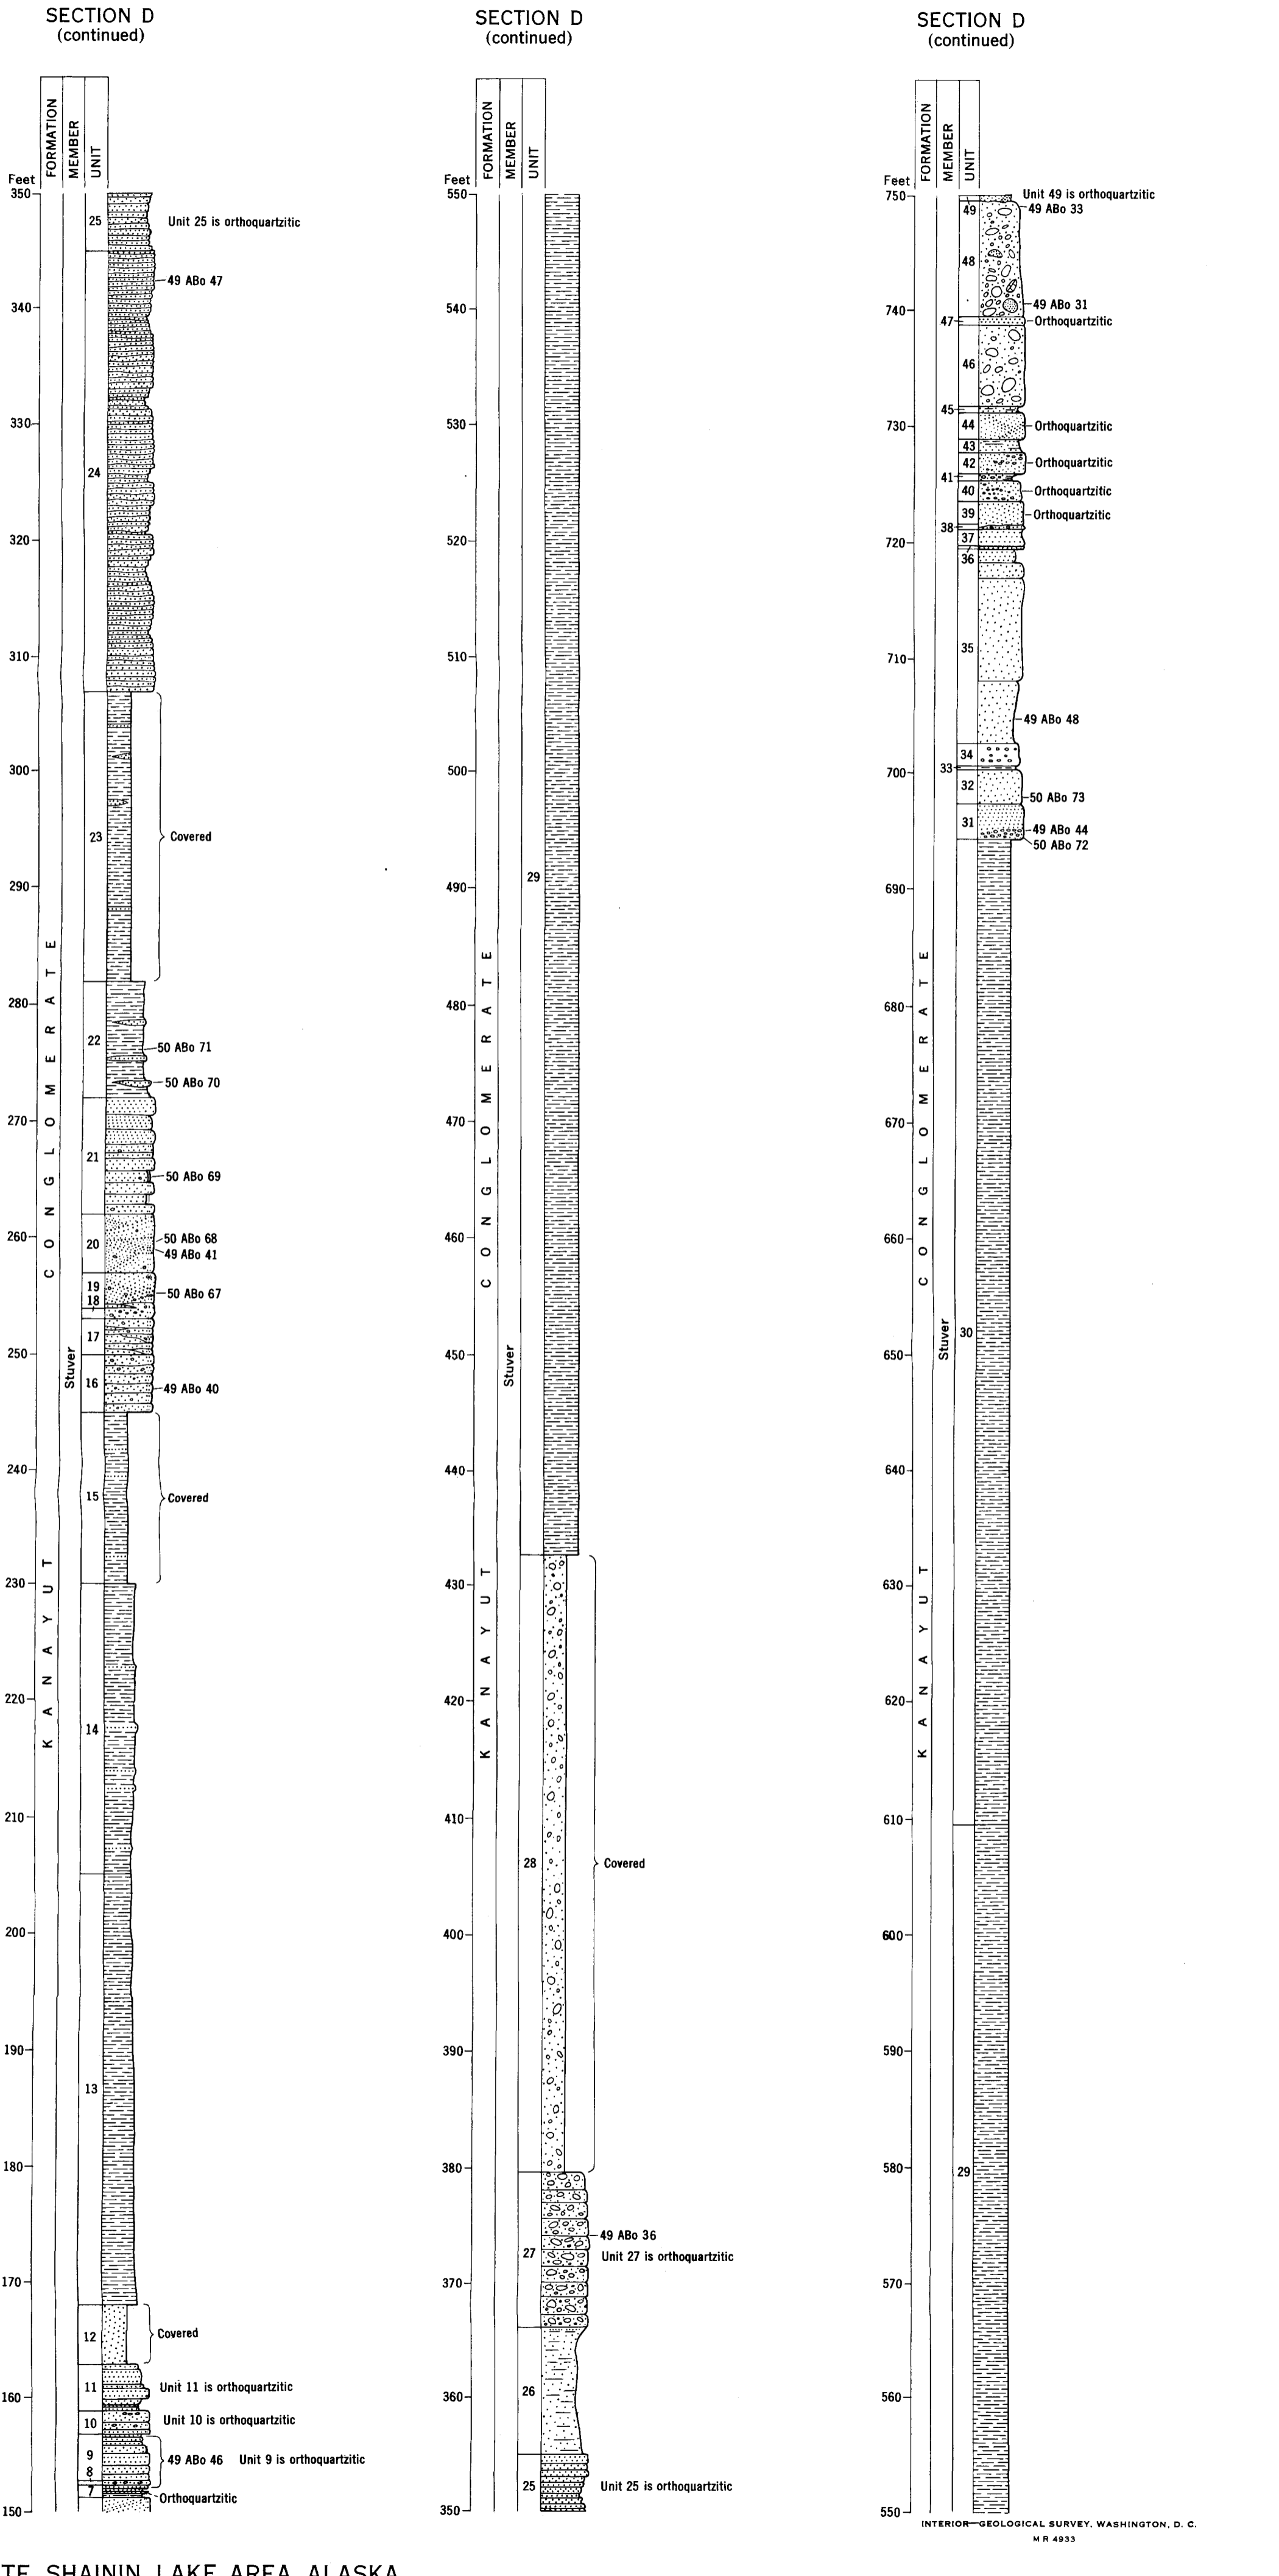 SECTION D
(continued)
FORMATION
MEMBER
UNIT
Feet
350
25
Unit 25 is orthoquartzitic
49 ABo 47
340
330
24
320
310
300
23
Covered
290
280
22
50 ABo 71
50 ABo 70
270
21
50 ABo 69
260
20
50 ABo 68
49 ABo 41
19
18
50 ABo 67
17
250
16
49 ABo 40
240
15
Covered
230
220
14
210
200
190
13
180
170
12
Covered
11
Unit 11 is orthoquartzitic
160
10
Unit 10 is orthoquartzitic
9
49 ABo 46 Unit 9 is orthoquartzitic
8
7
Orthoquartzitic
150
KANAYUT CONGLOMERATE
Stuver
SECTION D
(continued)
FORMATION
MEMBER
UNIT
Feet
550
540
530
520
510
500
29
490
480
470
460
450
440
430
420
410
28
Covered
400
390
380
49 ABo 36
27
Unit 27 is orthoquartzitic
370
26
360
25
Unit 25 is orthoquartzitic
350
KANAYUT CONGLOMERATE
Stuver
SECTION D
(continued)
FORMATION
MEMBER
UNIT
Feet
750
Unit 49 is orthoquartzitic
49
49 ABo 33
48
49 ABo 31
740
47
Orthoquartzitic
46
45
730
44
Orthoquartzitic
43
42
Orthoquartzitic
41
40
Orthoquartzitic
39
Orthoquartzitic
38
37
720
36
710
35
49 ABo 48
34
33
700
32
50 ABo 73
31
49 ABo 44
50 ABo 72
690
680
670
660
30
650
640
630
620
610
600
590
580
29
570
560
550
KANAYUT CONGLOMERATE
Stuver
INTERIOR—GEOLOGICAL SURVEY, WASHINGTON, D. C.
M R 4933
TE, SHAININ LAKE AREA, ALASKA